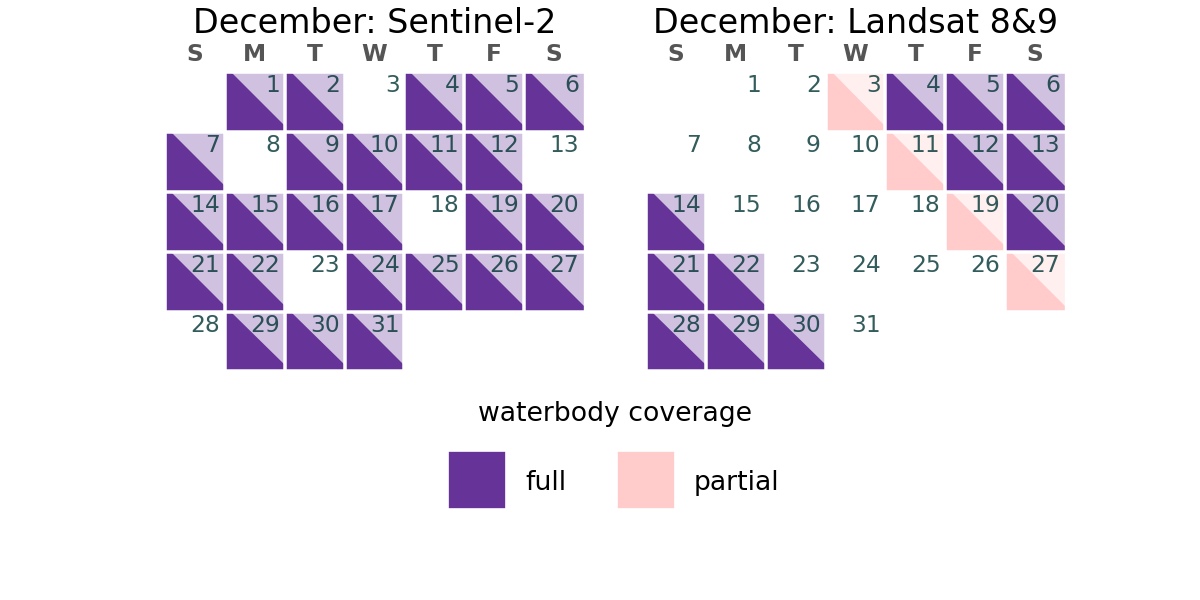 December: Sentinel-2
S M T W T F S
1 2 3 4 5 6
7 8 9 10 11 12 13
14 15 16 17 18 19 20
21 22 23 24 25 26 27
28 29 30 31
December: Landsat 8&9
S M T W T F S
1 2 3 4 5 6
7 8 9 10 11 12 13
14 15 16 17 18 19 20
21 22 23 24 25 26 27
28 29 30 31
waterbody coverage
full partial